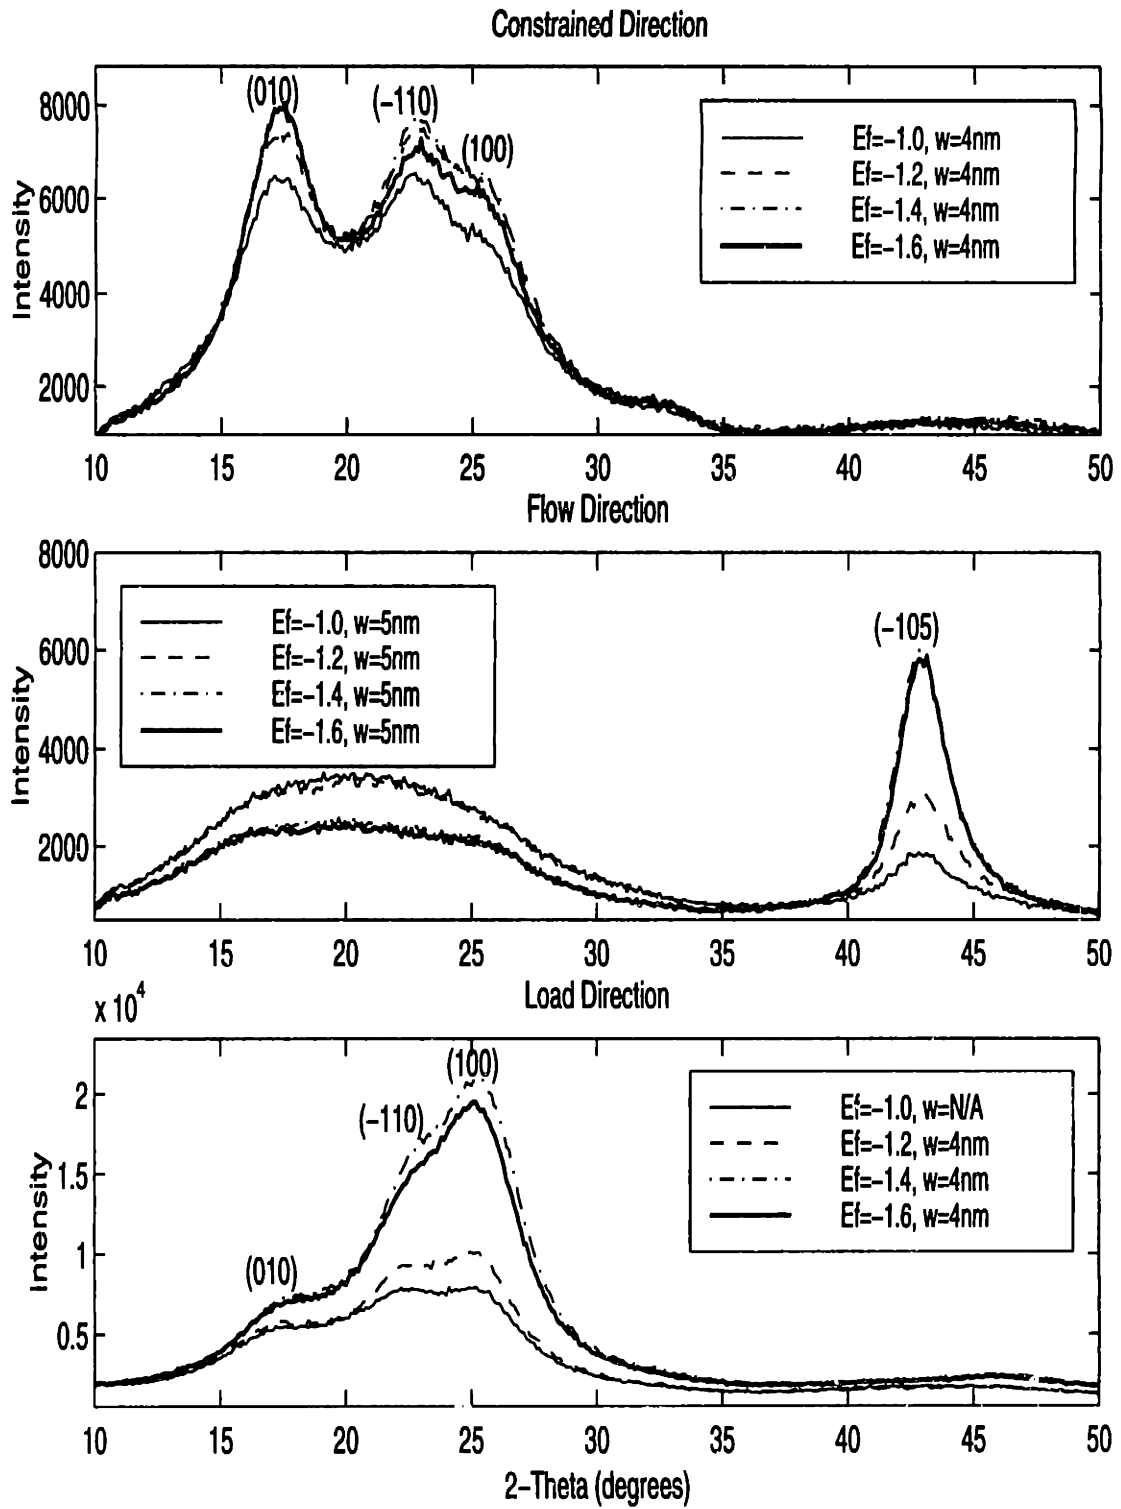 Constrained Direction
(010)
(-110)
(100)
8000
6000
4000
2000
Intensity
Ef=-1.0, w=4nm
Ef=-1.2, w=4nm
Ef=-1.4, w=4nm
Ef=-1.6, w=4nm
10 15 20 25 30 35 40 45 50
Flow Direction
8000
6000
4000
2000
Intensity
Ef=-1.0, w=5nm
Ef=-1.2, w=5nm
Ef=-1.4, w=5nm
Ef=-1.6, w=5nm
(-105)
10 15 20 25 30 35 40 45 50
Load Direction
x 10^4
2
1.5
1
0.5
Intensity
(100)
(-110)
(010)
Ef=-1.0, w=N/A
Ef=-1.2, w=4nm
Ef=-1.4, w=4nm
Ef=-1.6, w=4nm
10 15 20 25 30 35 40 45 50
2-Theta (degrees)